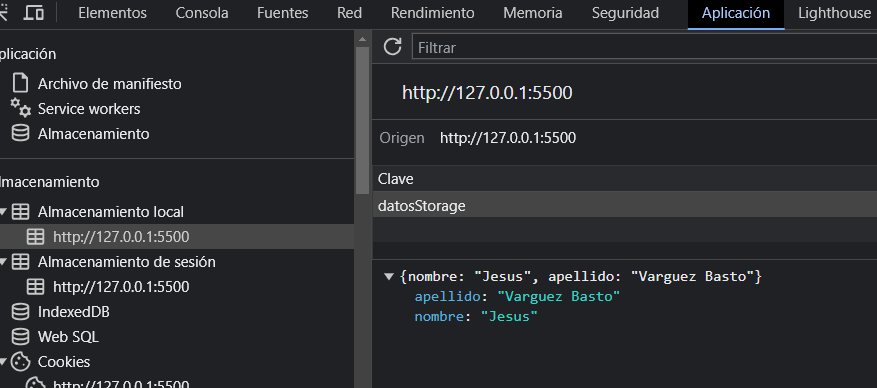 Elementos Consola Fuentes Red Rendimiento Memoria Seguridad Aplicación Lighthouse
plicación
Archivo de manifiesto
Service workers
Almacenamiento
lmacenamiento
Almacenamiento local
http://127.0.0.1:5500
Almacenamiento de sesión
http://127.0.0.1:5500
IndexedDB
Web SQL
Cookies
http://127.0.0.1:5500
Filtrar
http://127.0.0.1:5500
Origen http://127.0.0.1:5500
Clave
datosStorage
{nombre: "Jesus", apellido: "Varguez Basto"}
apellido: "Varguez Basto"
nombre: "Jesus"